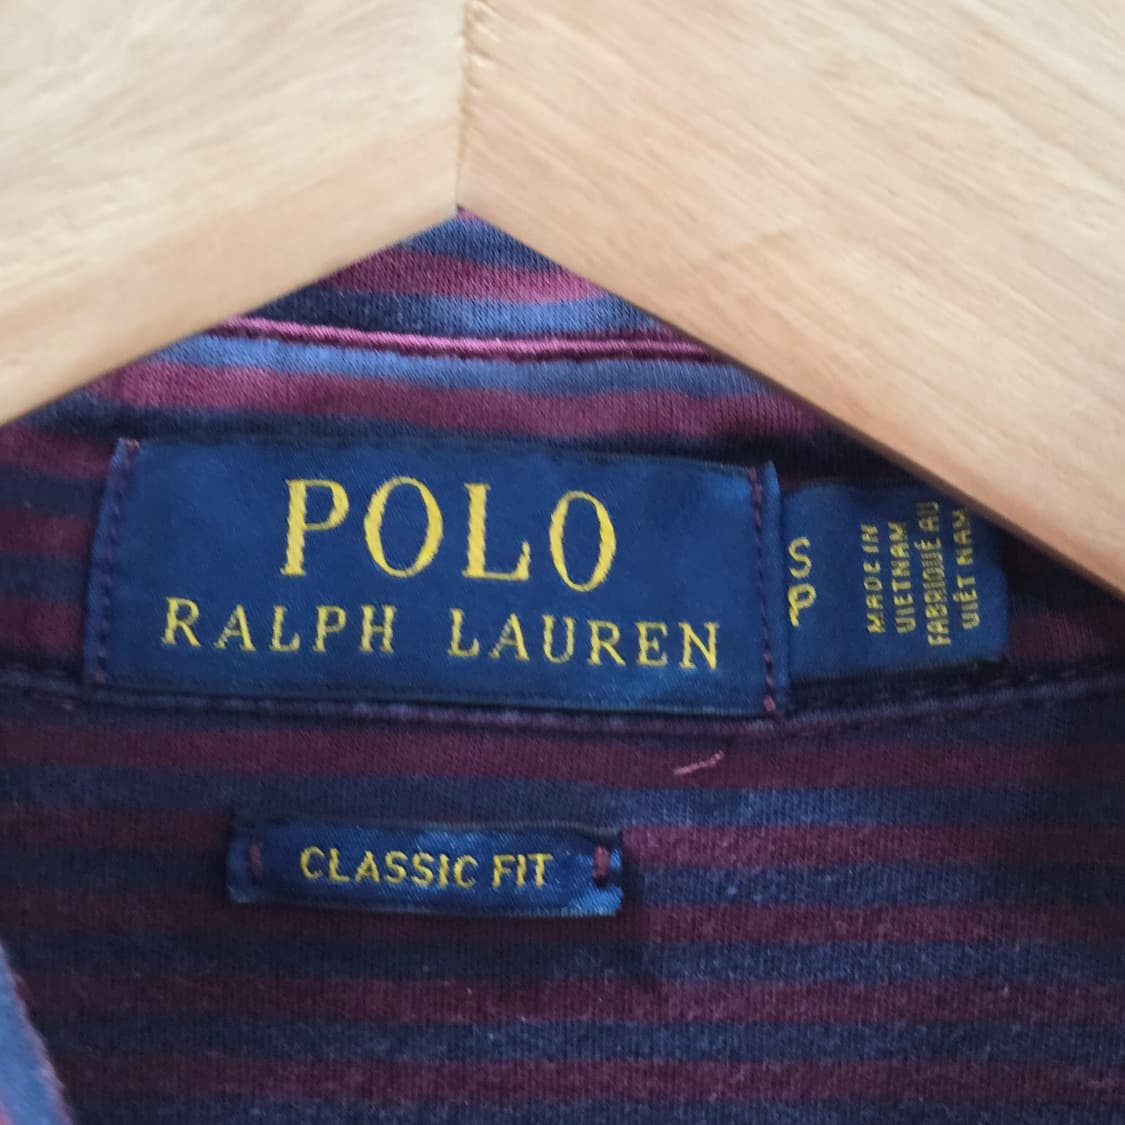 POLO
RALPH LAUREN
S
P
MADE IN
VIETNAM
FABRIQUÉ AU
VIÊT NAM
CLASSIC FIT